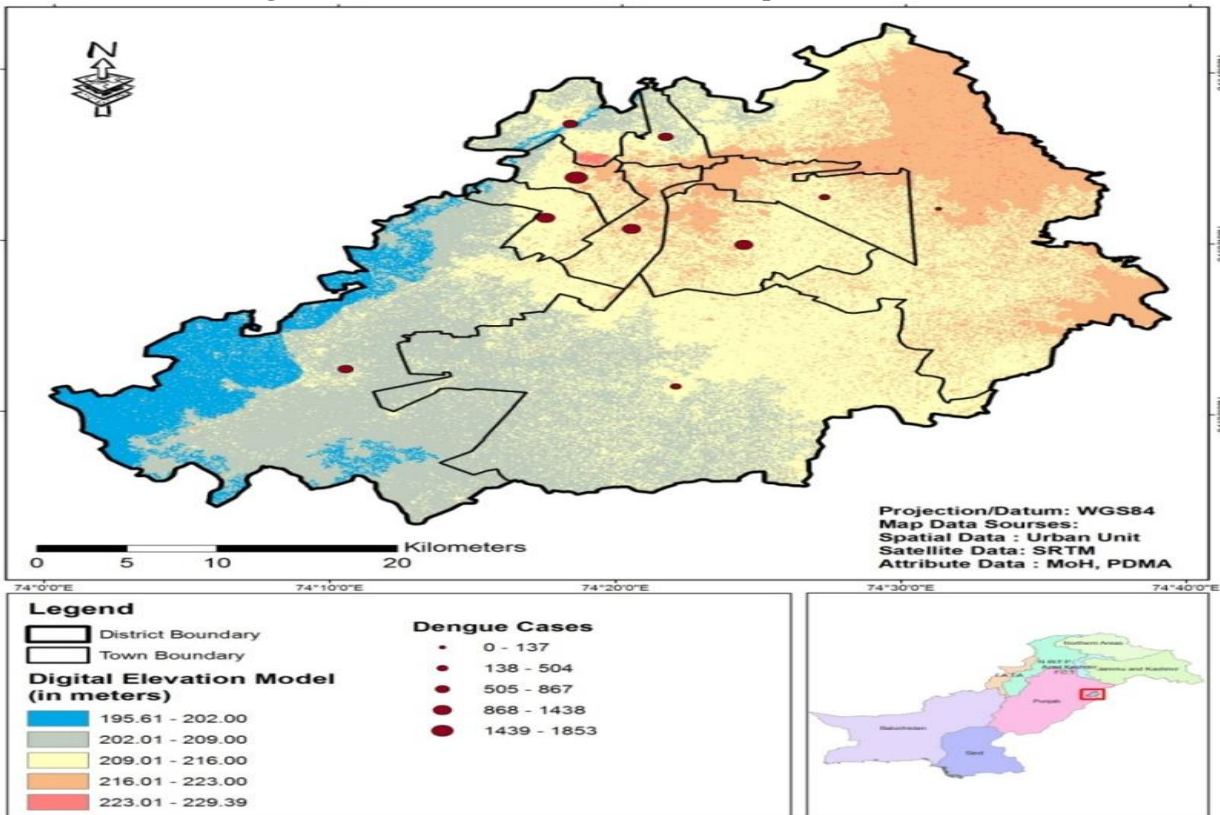 N
Projection/Datum: WGS84
Map Data Sourses:
Spatial Data : Urban Unit
Satellite Data: SRTM
Attribute Data : MoH, PDMA
Kilometers
0 5 10 20
74°0'0"E 74°10'0"E 74°20'0"E 74°30'0"E 74°40'0"E
Legend
District Boundary
Town Boundary
Digital Elevation Model
(in meters)
195.61 - 202.00
202.01 - 209.00
209.01 - 216.00
216.01 - 223.00
223.01 - 229.39
Dengue Cases
0 - 137
138 - 504
505 - 867
868 - 1438
1439 - 1853
Northern Areas
N.W.F.P
Azad Kashmir
Jammu and Kashmir
F.C.T
F.A.T.A
Punjab
Baluchistan
Sind